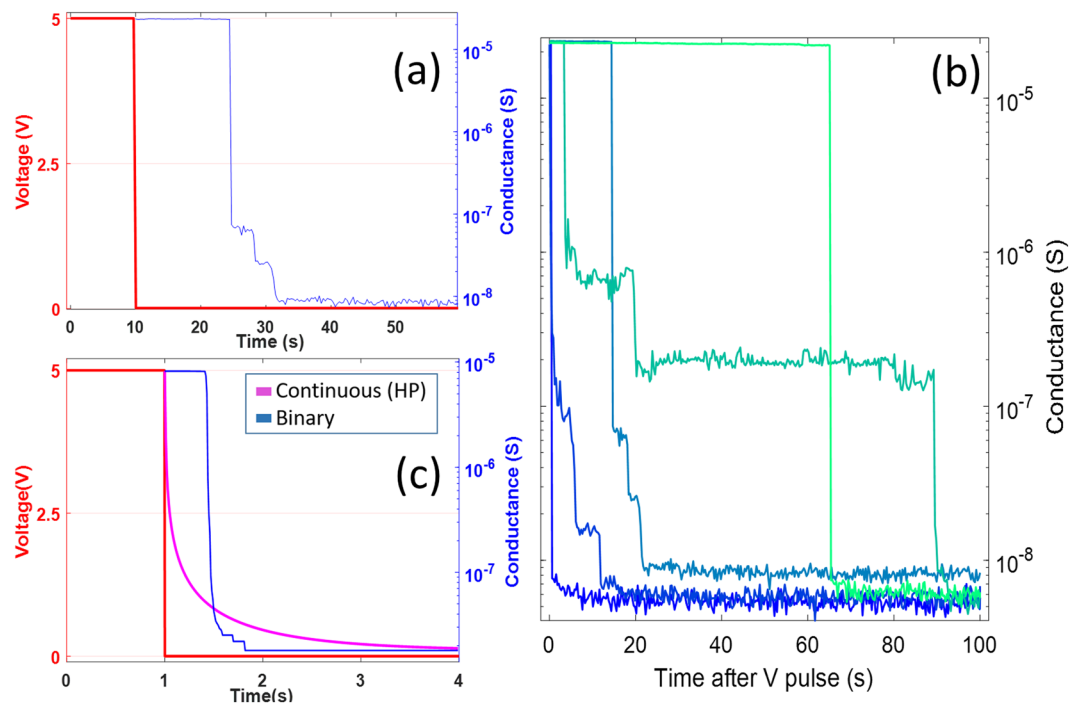 (a)
5
2.5
0
Voltage (V)
0 10 20 30 40 50
Time (s)
10-5
10-6
10-7
10-8
Conductance (S)
(b)
10-5
10-6
10-7
10-8
Conductance (S)
0 20 40 60 80 100
Time after V pulse (s)
Continuous (HP)
Binary
(c)
5
2.5
0
Voltage(V)
0 1 2 3 4
Time(s)
10-5
10-6
10-7
Conductance (S)